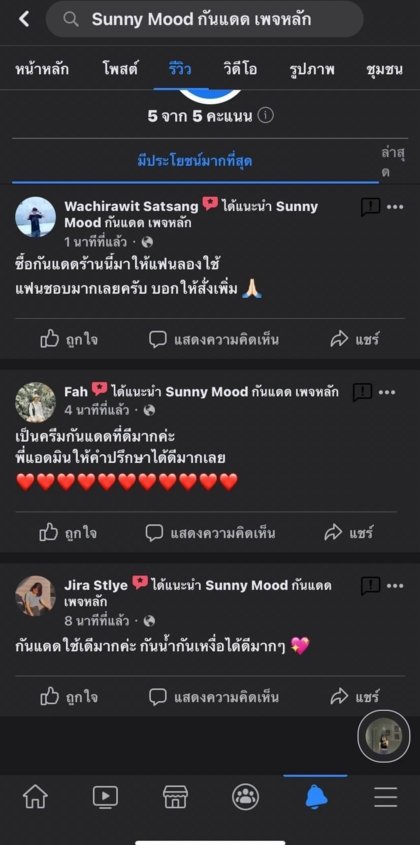 Sunny Mood กันแดด เพจหลัก
หน้าหลัก โพสต์ รีวิว วิดีโอ รูปภาพ ชุมชน
5 จาก 5 คะแนน
มีประโยชน์มากที่สุด
ล่าสุ
ด
Wachirawit Satsang ได้แนะนำ Sunny
Mood กันแดด เพจหลัก
1 นาทีที่แล้ว ·
ซื้อกันแดดร้านนี้มาให้แฟนลองใช้
แฟนชอบมากเลยครับ บอกให้สั่งเพิ่ม 🙏🏻
ถูกใจ แสดงความคิดเห็น แชร์
Fah ได้แนะนำ Sunny Mood กันแดด เพจหลัก
4 นาทีที่แล้ว ·
เป็นครีมกันแดดที่ดีมากค่ะ
พี่แอดมินให้คำปรึกษาได้ดีมากเลย
❤️❤️❤️❤️❤️❤️❤️❤️❤️❤️❤️
ถูกใจ แสดงความคิดเห็น แชร์
Jira Stlye ได้แนะนำ Sunny Mood กันแดด
เพจหลัก
8 นาทีที่แล้ว ·
กันแดดใช้เดีมากค่ะ กันน้ำกันเหงื่อได้ดีมากๆ 💖
ถูกใจ แสดงความคิดเห็น แชร์